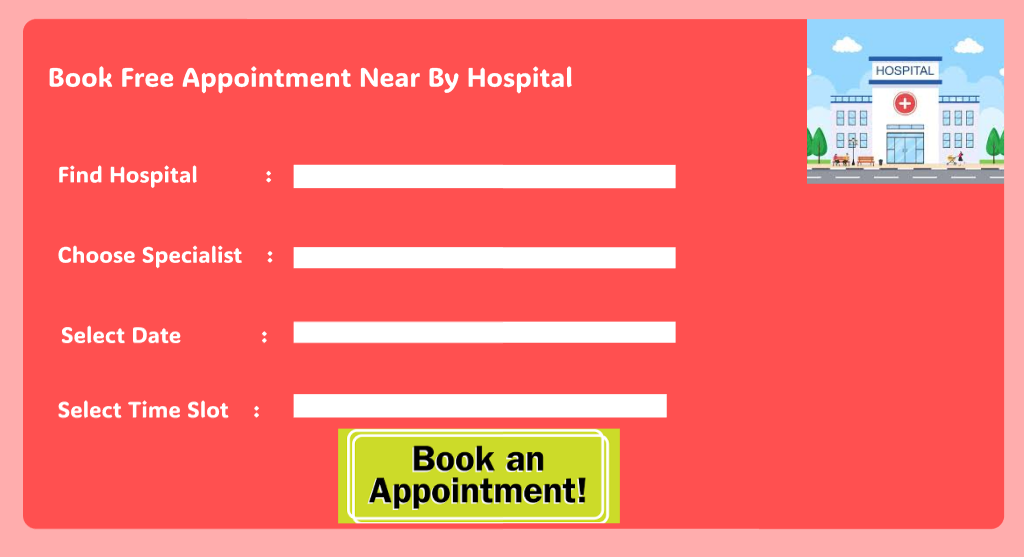 Book Free Appointment Near By Hospital
HOSPITAL
Find Hospital :
Choose Specialist :
Select Date :
Select Time Slot :
Book an
Appointment!